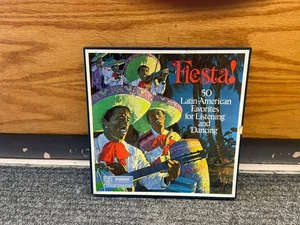 Fiesta!
50
Latin-American
Favorites
for Listening
and
Dancing